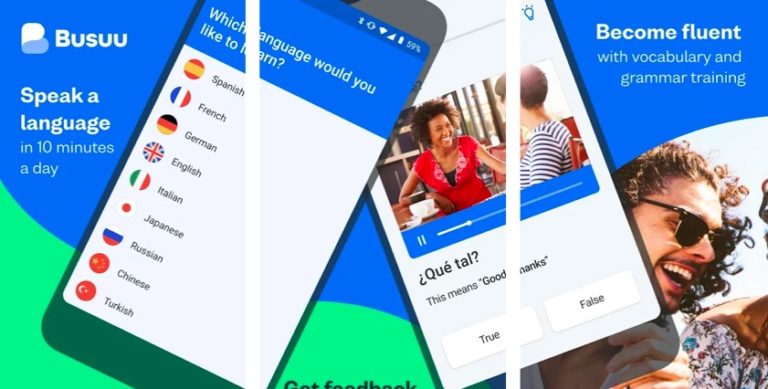 Busuu
Speak a
language
in 10 minutes
a day
59%
Which language would you
like to learn?
Spanish
French
German
English
Italian
Japanese
Russian
Chinese
Turkish
Get feedback
¿Qué tal?
This means "Good
anks"
True
False
Become fluent
with vocabulary and
grammar training